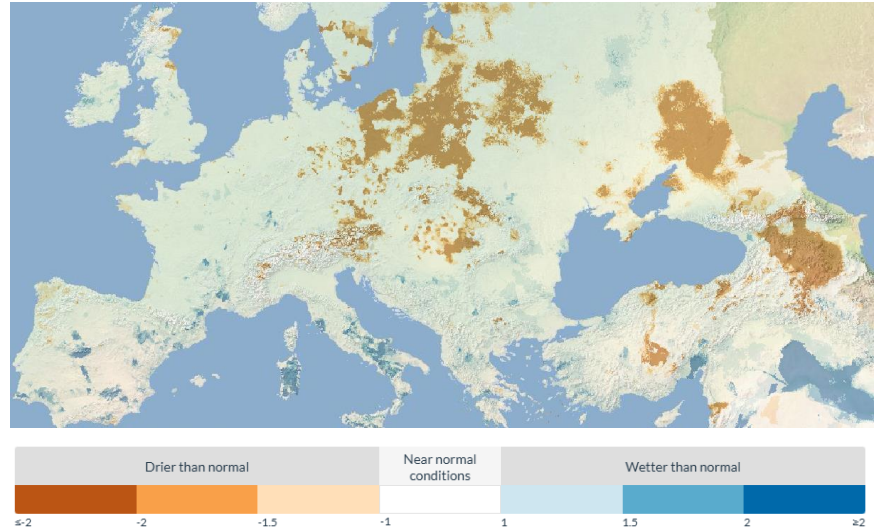 Drier than normal
Near normal
conditions
Wetter than normal
≤-2
-2
-1.5
-1
1
1.5
2
≥2